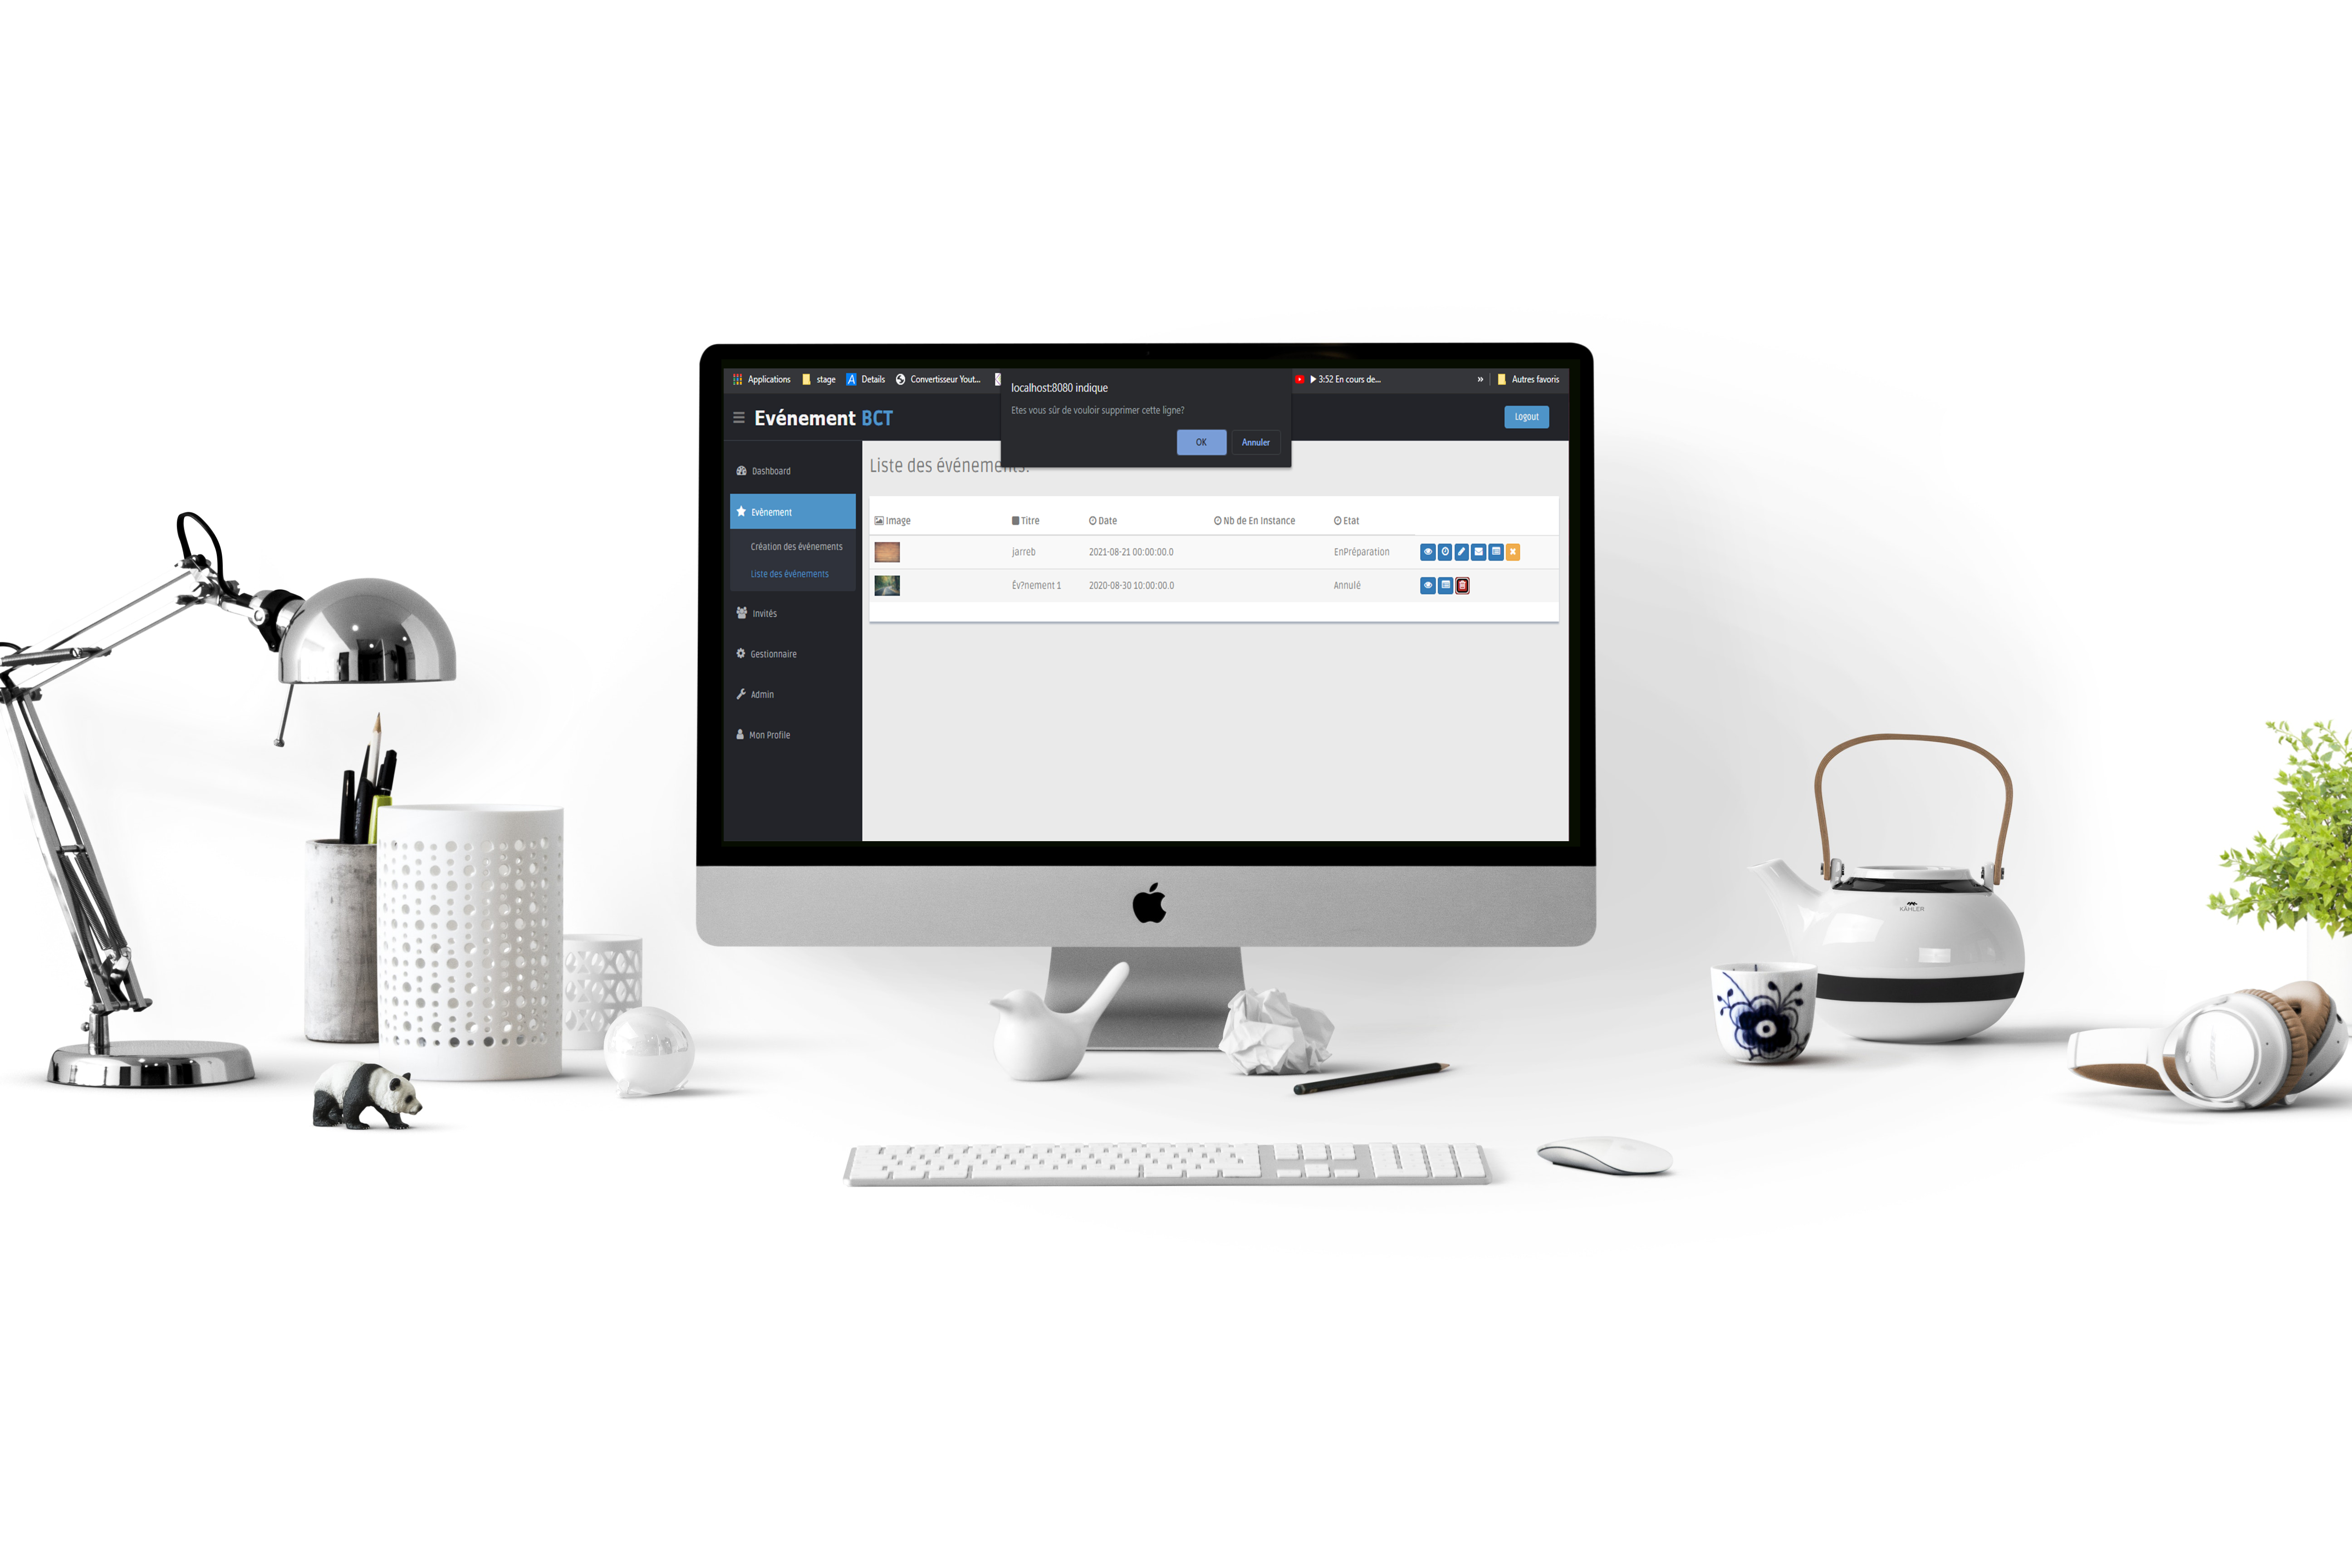 Applications stage Details Convertisseur Yout... 3:52 En cours de... » Autres favoris
localhost:8080 indique
Etes vous sûr de vouloir supprimer cette ligne?
OK Annuler
Evénement BCT Logout
Dashboard
Evênement
Création des événements
Liste des événements
Invités
Gestionnaire
Admin
Mon Profile
Liste des événements:
Image Titre Date Nb de En Instance Etat
jarreb 2021-08-21 00:00:00.0 EnPréparation
Év?nement 1 2020-08-30 10:00:00.0 Annulé
KÄHLER